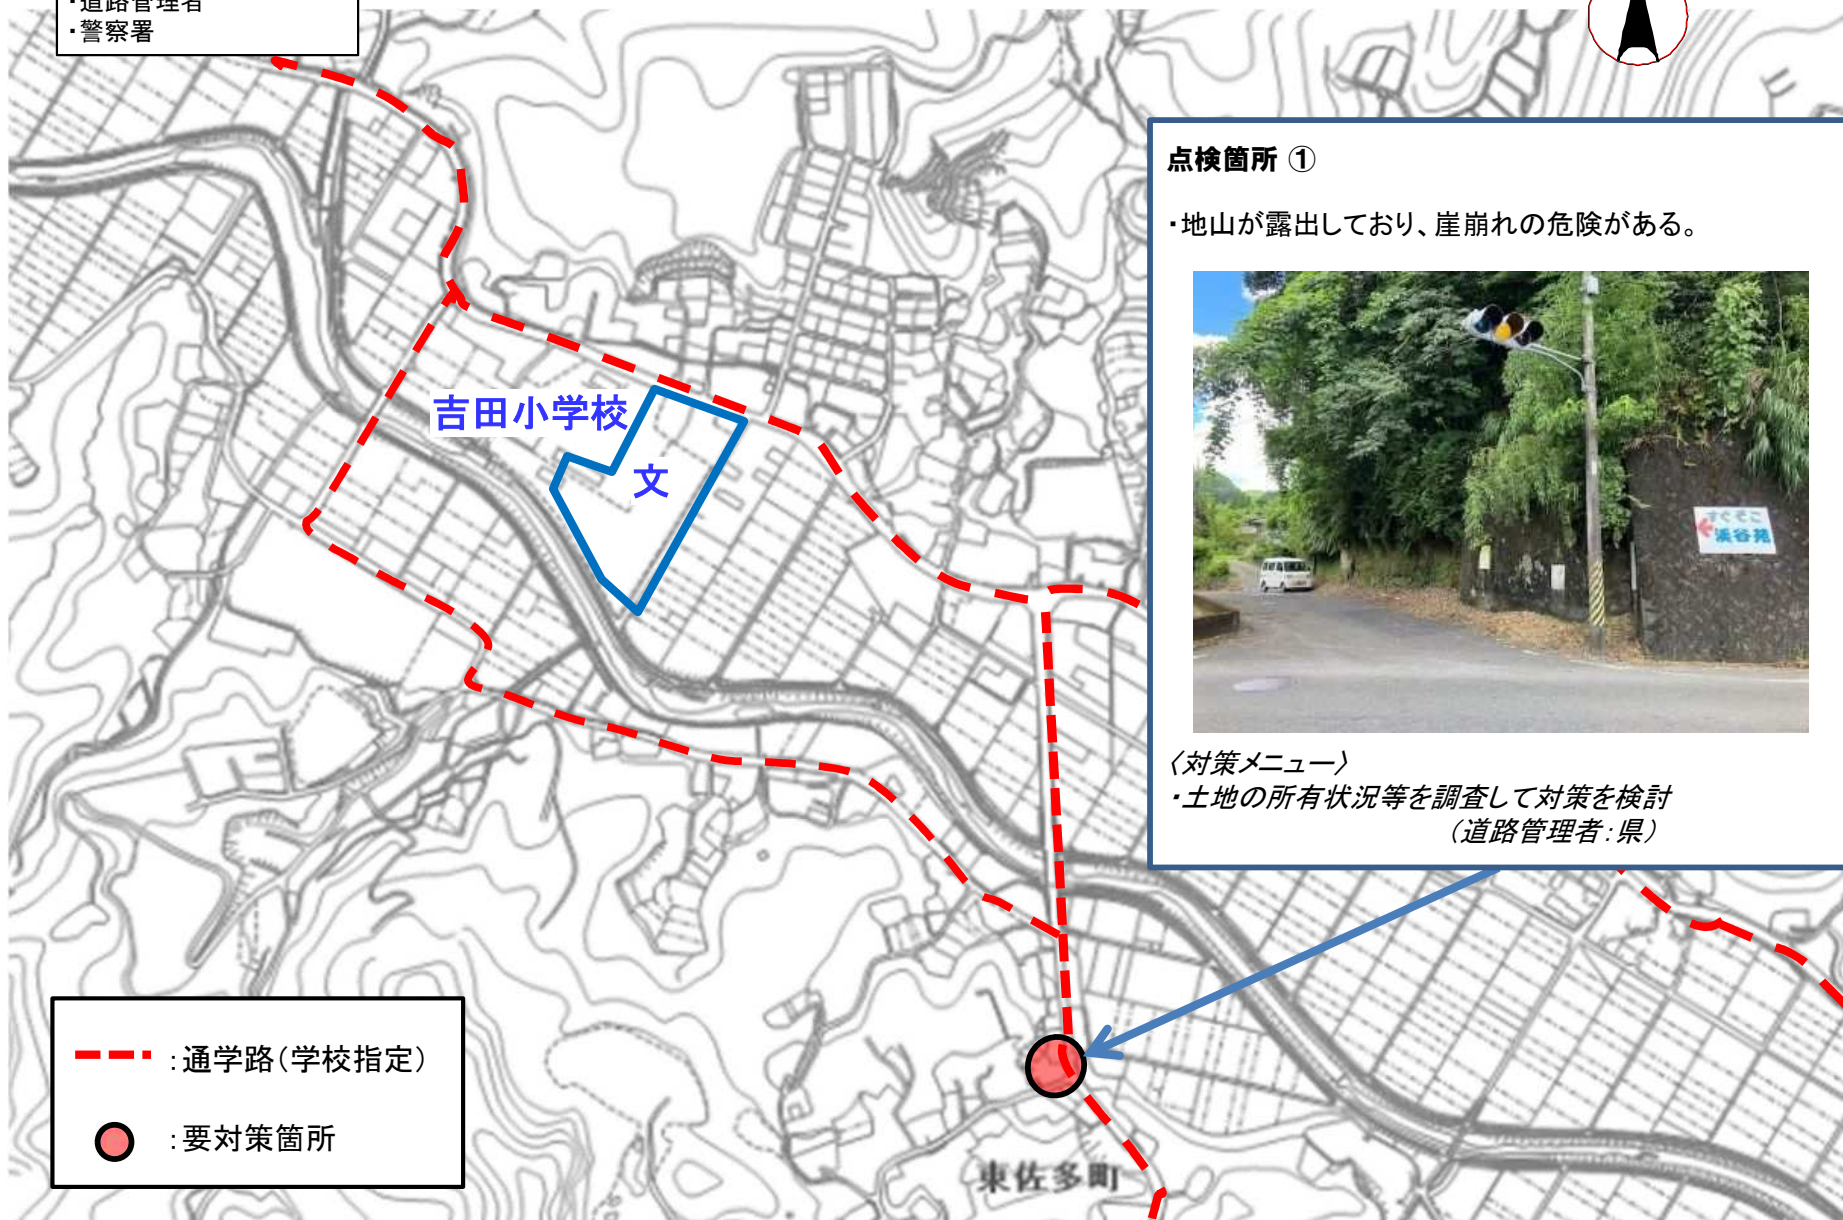 ・道路管理者
・警察署
点検箇所 ①
・地山が露出しており、崖崩れの危険がある。
すぐそこ
渓谷苑
〈対策メニュー〉
・土地の所有状況等を調査して対策を検討
（道路管理者：県）
吉田小学校
文
：通学路（学校指定）
：要対策箇所
東佐多町